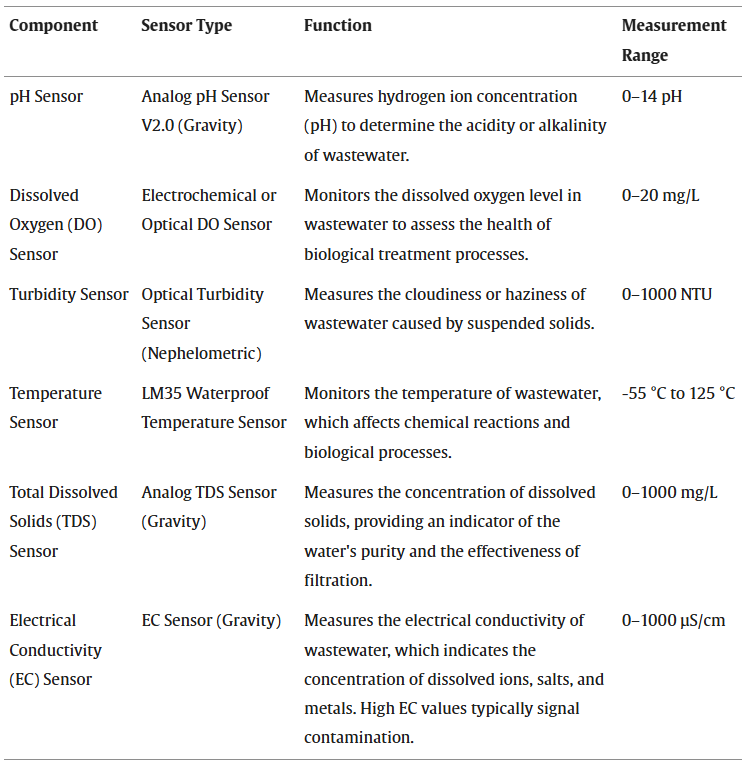 Component Sensor Type Function Measurement
Range
pH Sensor Analog pH Sensor Measures hydrogen ion concentration 0–14 pH
V2.0 (Gravity) (pH) to determine the acidity or alkalinity
of wastewater.
Dissolved Electrochemical or Monitors the dissolved oxygen level in 0–20 mg/L
Oxygen (DO) Optical DO Sensor wastewater to assess the health of
Sensor biological treatment processes.
Turbidity Sensor Optical Turbidity Measures the cloudiness or haziness of 0–1000 NTU
Sensor wastewater caused by suspended solids.
(Nephelometric)
Temperature LM35 Waterproof Monitors the temperature of wastewater, -55 °C to 125 °C
Sensor Temperature Sensor which affects chemical reactions and
biological processes.
Total Dissolved Analog TDS Sensor Measures the concentration of dissolved 0–1000 mg/L
Solids (TDS) (Gravity) solids, providing an indicator of the
Sensor water's purity and the effectiveness of
filtration.
Electrical EC Sensor (Gravity) Measures the electrical conductivity of 0–1000 μS/cm
Conductivity wastewater, which indicates the
(EC) Sensor concentration of dissolved ions, salts, and
metals. High EC values typically signal
contamination.